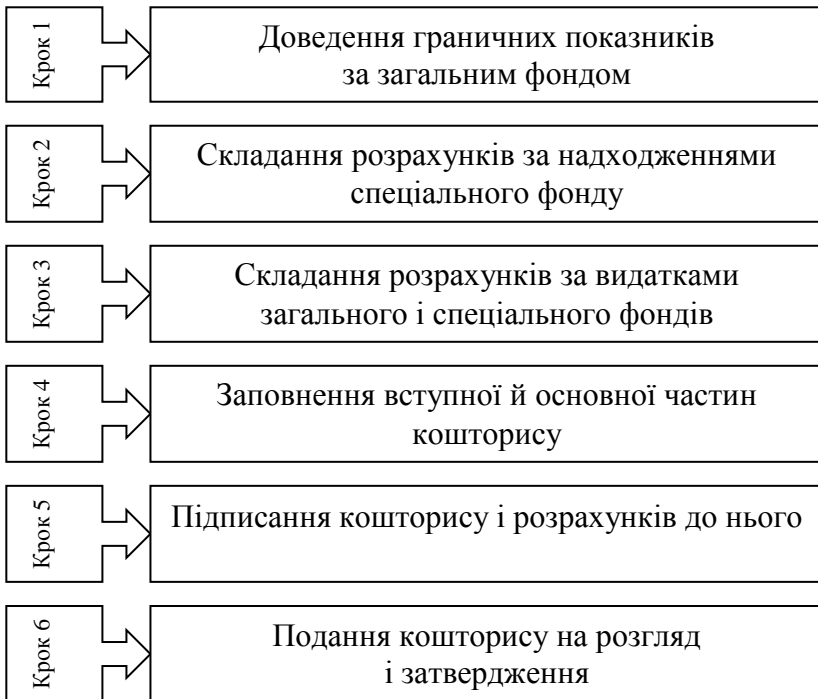 Крок 1
Доведення граничних показників
за загальним фондом
Крок 2
Складання розрахунків за надходженнями
спеціального фонду
Крок 3
Складання розрахунків за видатками
загального і спеціального фондів
Крок 4
Заповнення вступної й основної частин
кошторису
Крок 5
Підписання кошторису і розрахунків до нього
Крок 6
Подання кошторису на розгляд
і затвердження